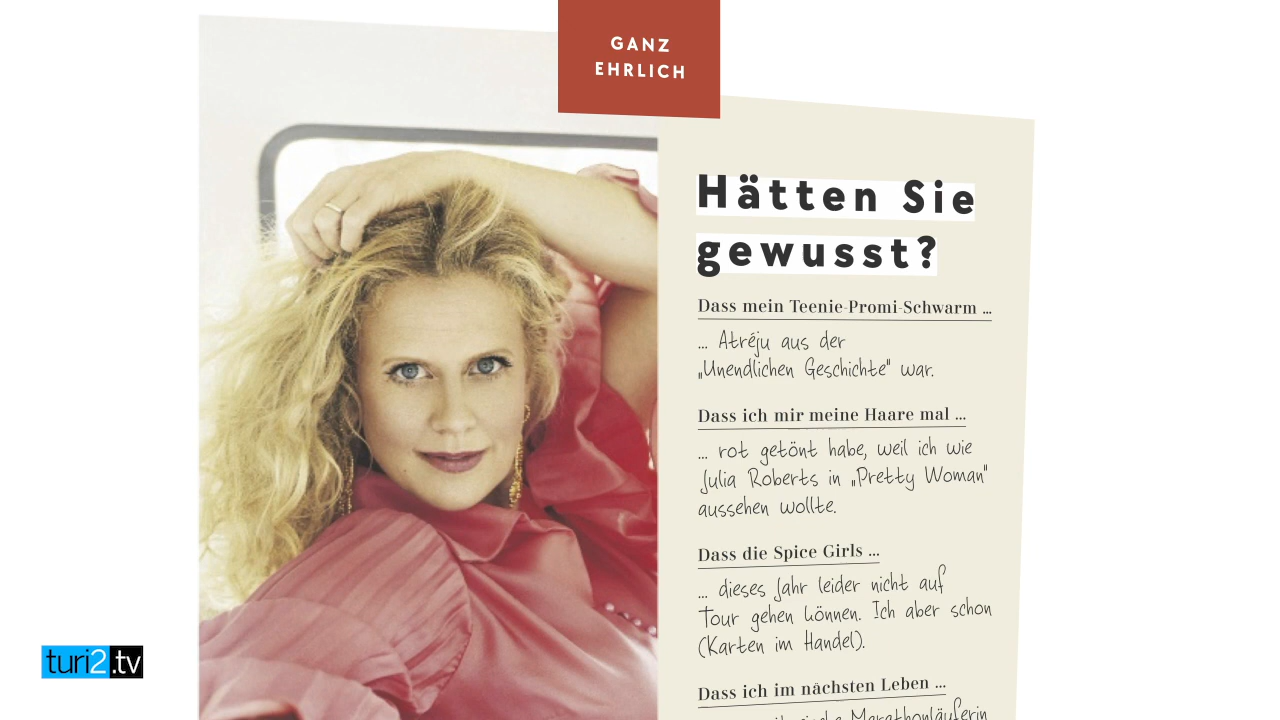 GANZ
EHRLICH
Hätten Sie
gewusst?
Dass mein Teenie-Promi-Schwarm ...
... Atréju aus der
„Unendlichen Geschichte" war.
Dass ich mir meine Haare mal ...
... rot getönt habe, weil ich wie
Julia Roberts in „Pretty Woman"
aussehen wollte.
Dass die Spice Girls ...
... dieses Jahr leider nicht auf
Tour gehen können. Ich aber schon
(Karten im Handel).
Dass ich im nächsten Leben ...
Marathonläuferin
turi2.tv